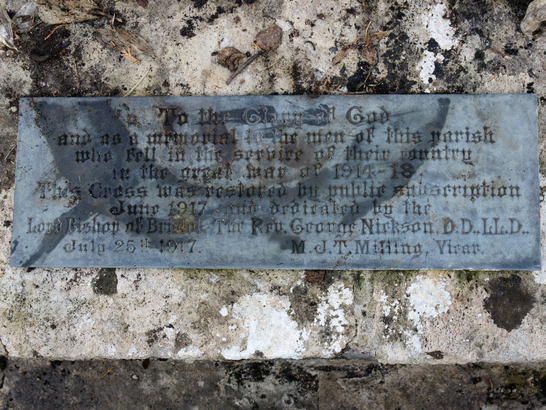 To the Glory of God
and as a memorial to the men of this parish
who fell in the service of their country
in the great war of 1914-18.
This Cross was restored by public subscription
June 1917 and dedicated by the
Lord Bishop of Bristol, The Rev. George Nickson, D.D., LL.D.,
July 25th 1917. M.J.T. Milling, Vicar.